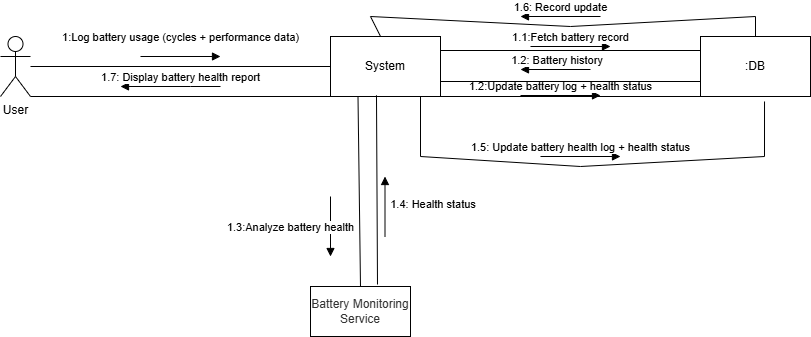 1.6: Record update
1:Log battery usage (cycles + performance data)
1.1:Fetch battery record
System
1.2: Battery history
:DB
1.7: Display battery health report
1.2:Update battery log + health status
User
1.5: Update battery health log + health status
1.4: Health status
1.3:Analyze battery health
Battery Monitoring
Service